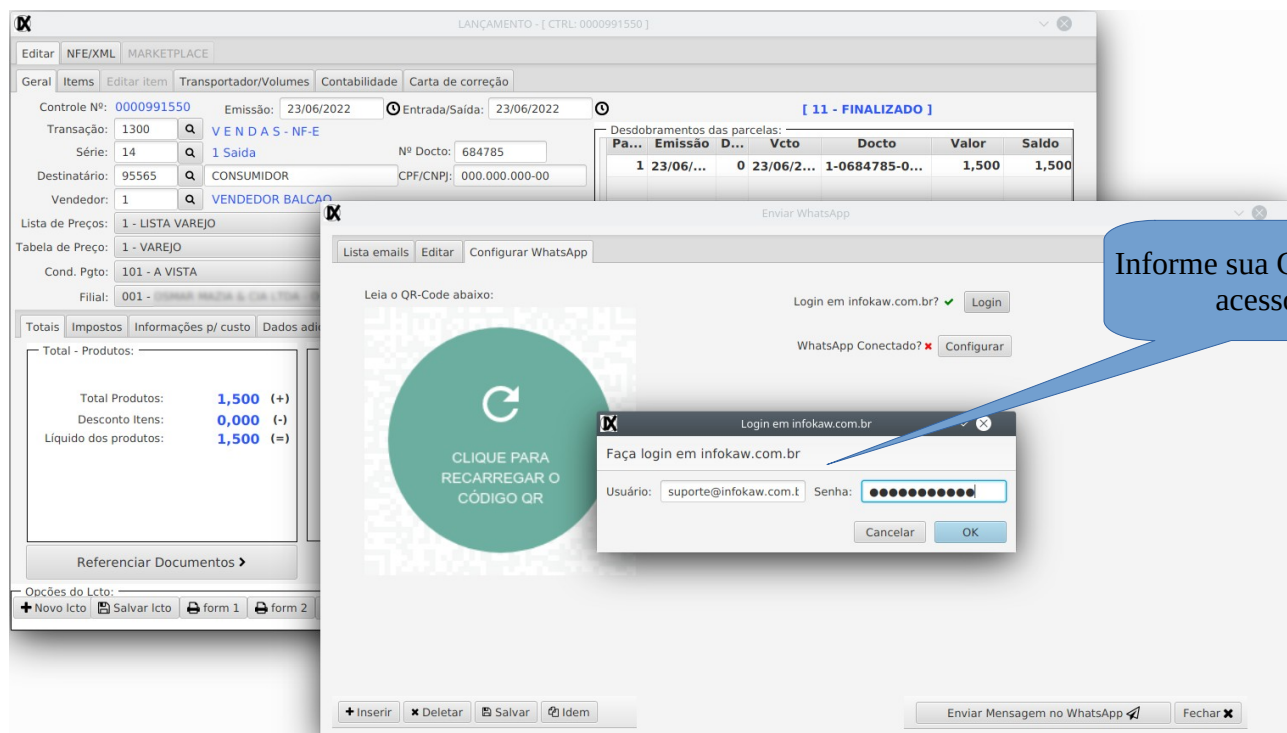 LANÇAMENTO - [ CTRL: 0000991550 ]
Editar NFE/XML MARKETPLACE
Geral Items Editar item Transportador/Volumes Contabilidade Carta de correção
Controle Nº: 0000991550 Emissão: 23/06/2022 Entrada/Saída: 23/06/2022 [ 11 - FINALIZADO ]
Transação: 1300 V E N D A S - NF-E
Série: 14 1 Saida Nº Docto: 684785
Destinatário: 95565 CONSUMIDOR CPF/CNPJ: 000.000.000-00
Vendedor: 1 VENDEDOR BALCAO
Lista de Preços: 1 - LISTA VAREJO
Tabela de Preço: 1 - VAREJO
Cond. Pgto: 101 - A VISTA
Filial: 001 -
Desdobramentos das parcelas:
Pa... Emissão D... Vcto Docto Valor Saldo
1 23/06/... 0 23/06/2... 1-0684785-0... 1,500 1,500
Totais Impostos Informações p/ custo Dados adi
Total - Produtos:
Total Produtos: 1,500 (+)
Desconto Itens: 0,000 (-)
Líquido dos produtos: 1,500 (=)
Referenciar Documentos
Opções do Lcto:
Novo lcto Salvar lcto form 1 form 2
Enviar WhatsApp
Lista emails Editar Configurar WhatsApp
Leia o QR-Code abaixo:
CLIQUE PARA
RECARREGAR O
CÓDIGO QR
Login em infokaw.com.br? Login
WhatsApp Conectado? Configurar
Informe sua
acesso
Login em infokaw.com.br
Faça login em infokaw.com.br
Usuário: suporte@infokaw.com.b Senha: ●●●●●●●●●●●
Cancelar OK
Inserir Deletar Salvar Idem
Enviar Mensagem no WhatsApp Fechar